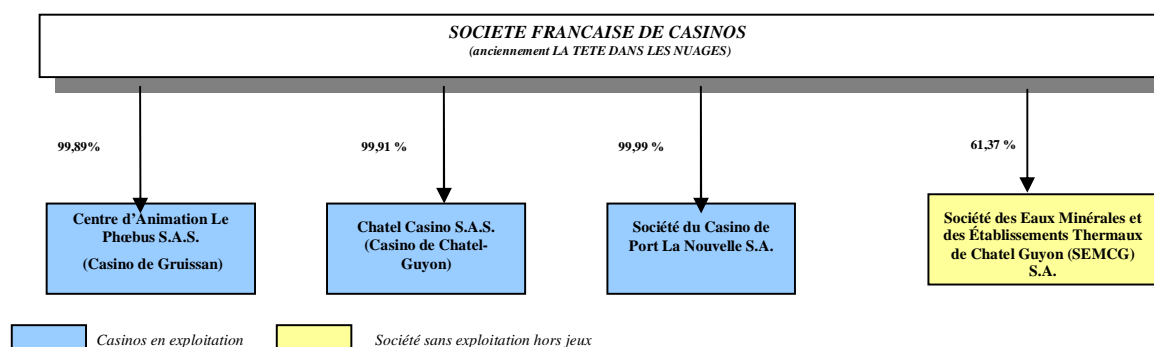 SOCIETE FRANCAISE DE CASINOS
(anciennement LA TETE DANS LES NUAGES)
99,89%
99,91 %
99,99 %
61,37 %
Centre d'Animation Le
Phœbus S.A.S.
(Casino de Gruissan)
Chatel Casino S.A.S.
(Casino de Chatel-
Guyon)
Société du Casino de
Port La Nouvelle S.A.
Société des Eaux Minérales et
des Établissements Thermaux
de Chatel Guyon (SEMCG)
S.A.
Casinos en exploitation
Société sans exploitation hors jeux